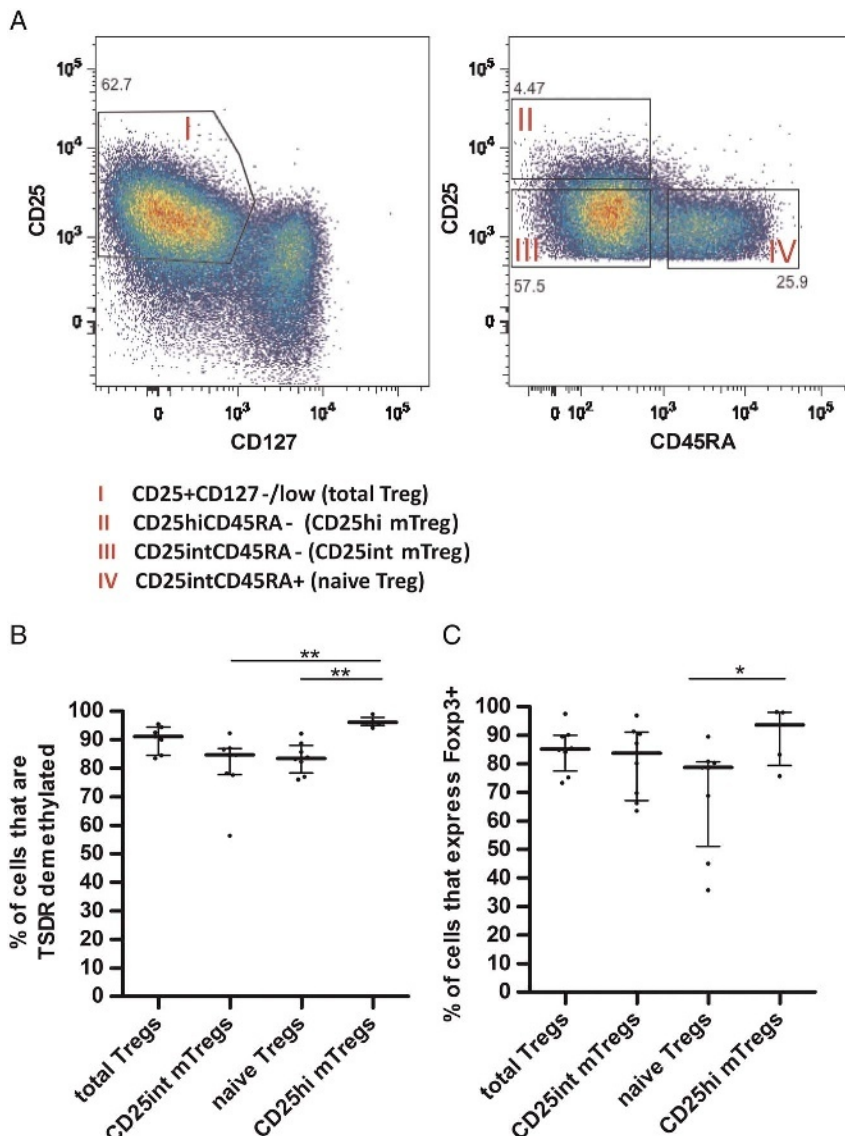 A
62.7
I
10⁵
10⁴
10³
0
CD25
0
10³
10⁴
10⁵
CD127
4.47
II
III
IV
57.5
25.9
10⁵
10⁴
10³
0
CD25
0 10²
10³
10⁴
10⁵
CD45RA
I CD25+CD127-/low (total Treg)
II CD25hiCD45RA- (CD25hi mTreg)
III CD25intCD45RA- (CD25int mTreg)
IV CD25intCD45RA+ (naive Treg)
B
**
**
100
90
80
70
60
50
40
30
20
10
0
% of cells that are
TSDR demethylated
total Tregs
CD25int mTregs
naive Tregs
CD25hi mTregs
C
*
100
90
80
70
60
50
40
30
20
10
0
% of cells that express Foxp3+
total Tregs
CD25int mTregs
naive Tregs
CD25hi mTregs